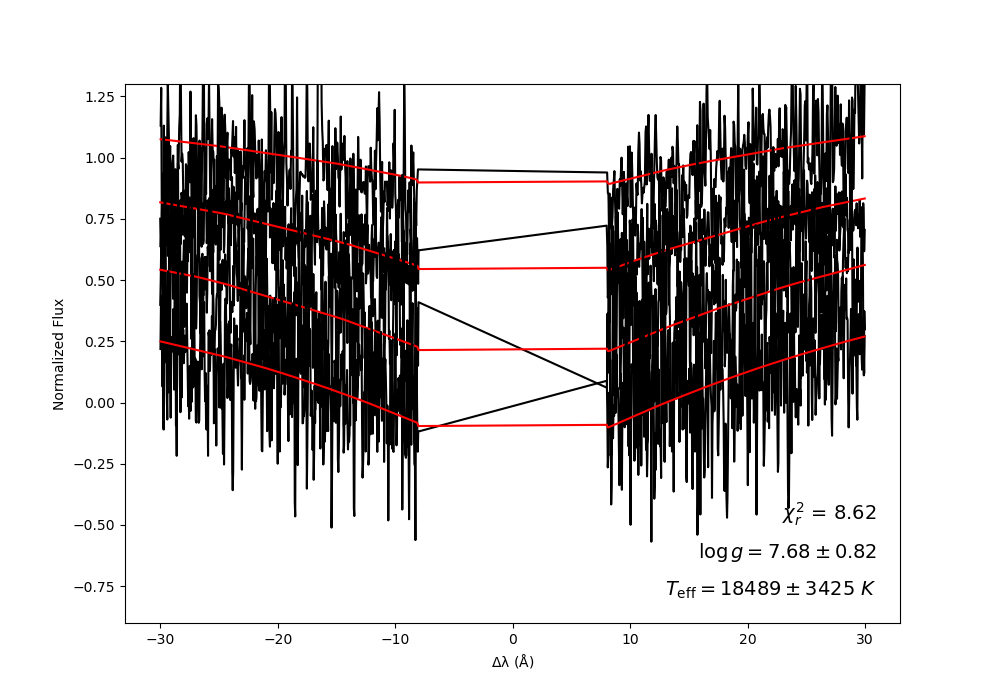 1.25
1.00
0.75
0.50
0.25
0.00
−0.25
−0.50
−0.75
Normalized Flux
χ²ᵣ = 8.62
log g = 7.68 ± 0.82
T_eff = 18489 ± 3425 K
−30 −20 −10 0 10 20 30
Δλ (Å)